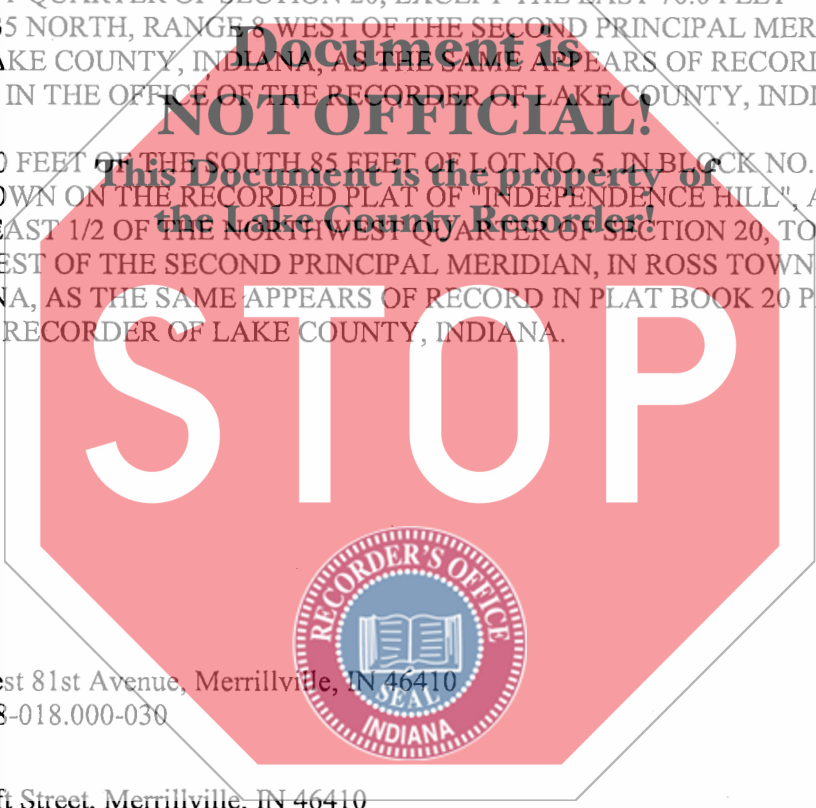 QUARTER OF SECTION 20, EXCEPT THE EAST 70.0 FEET
Document is
35 NORTH, RANGE 8 WEST OF THE SECOND PRINCIPAL MER
AKE COUNTY, INDIANA, AS THE SAME APPEARS OF RECORD
IN THE OFFICE OF THE RECORDER OF LAKE COUNTY, INDI
NOT OFFICIAL!
0 FEET OF THE SOUTH 85 FEET OF LOT NO. 5, IN BLOCK NO.
This Document is the property of
OWN ON THE RECORDED PLAT OF "INDEPENDENCE HILL", A
the Lake County Recorder!
EAST 1/2 OF THE NORTHWEST QUARTER OF SECTION 20, TO
EST OF THE SECOND PRINCIPAL MERIDIAN, IN ROSS TOWN
NA, AS THE SAME APPEARS OF RECORD IN PLAT BOOK 20 P
RECORDER OF LAKE COUNTY, INDIANA.
STOP
RECORDER'S OFFICE
SEAL
INDIANA
est 81st Avenue, Merrillville, IN 46410
8-018.000-030
ft Street, Merrillville, IN 46410